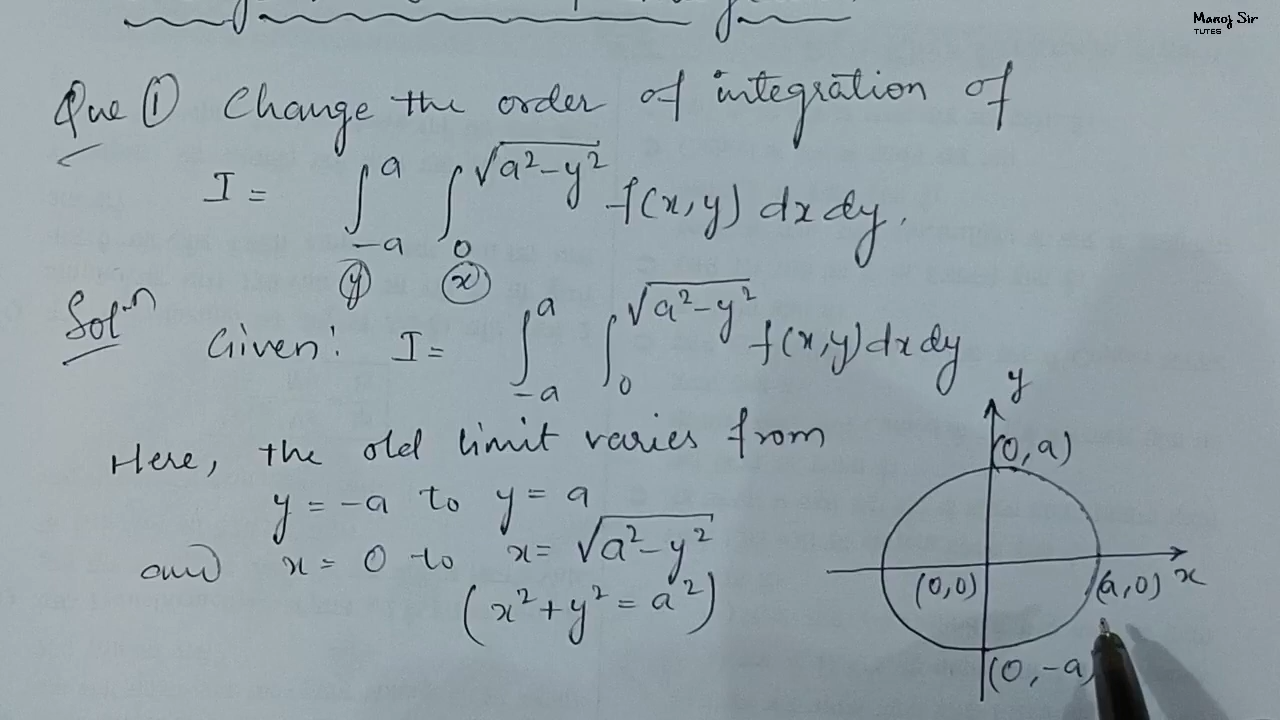 Manoj Sir
TUTES
Que ① Change the order of integration of
I = ∫_{-a}^{a} ∫_{0}^{√(a²-y²)} f(x,y) dx dy.
ⓨ ⓧ
Solⁿ
Given: I = ∫_{-a}^{a} ∫_{0}^{√(a²-y²)} f(x,y) dx dy
Here, the old limit varies from
y = -a to y = a
and x = 0 to x = √(a²-y²)
(x² + y² = a²)
y
(0, a)
(0,0)
(a,0)
x
(0, -a)